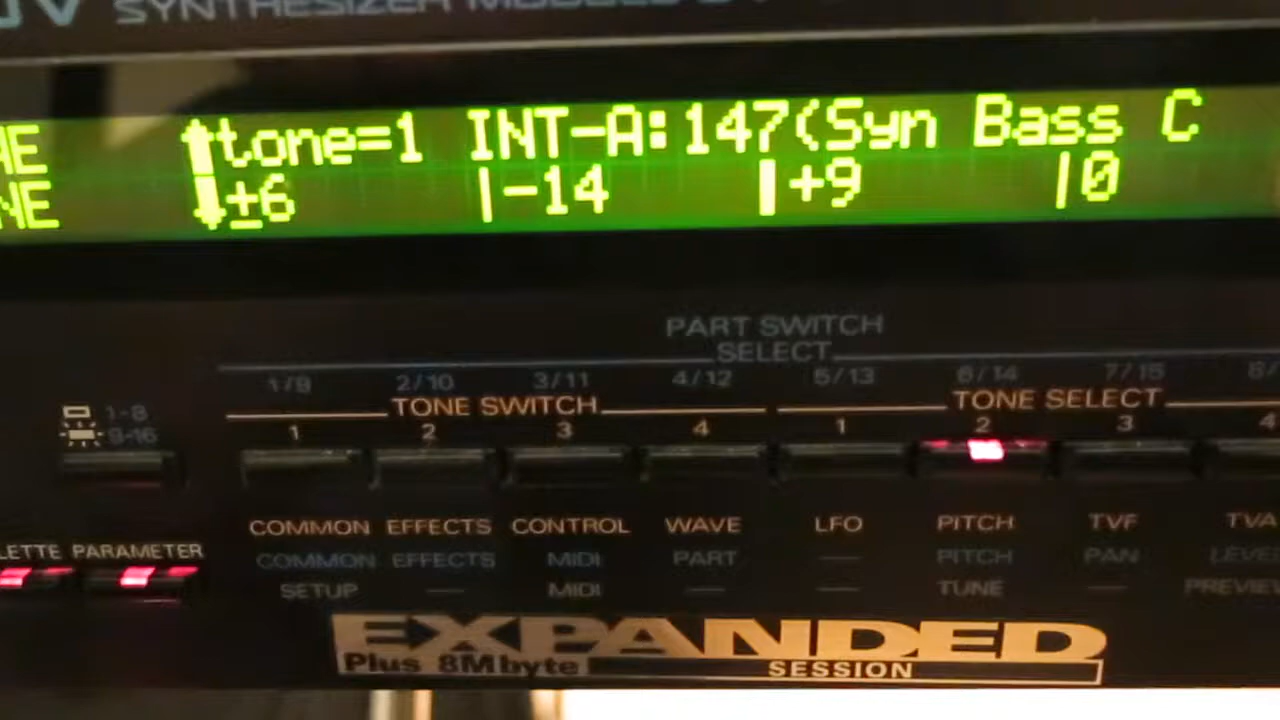 SYNTHESIZER MODULE
tone=1 INT-A:147(Syn Bass C
±6 |-14 |+9 |0
PART SWITCH
SELECT
1/9 2/10 3/11 4/12 5/13 6/14 7/15 8/
1-8 TONE SWITCH TONE SELECT
9-16 1 2 3 4 1 2 3 4
COMMON EFFECTS CONTROL WAVE LFO PITCH TVF TVA
LETTE PARAMETER COMMON EFFECTS MIDI PART — PITCH PAN LEVE
SETUP — MIDI — — TUNE — PREVIEW
EXPANDED
Plus 8Mbyte SESSION